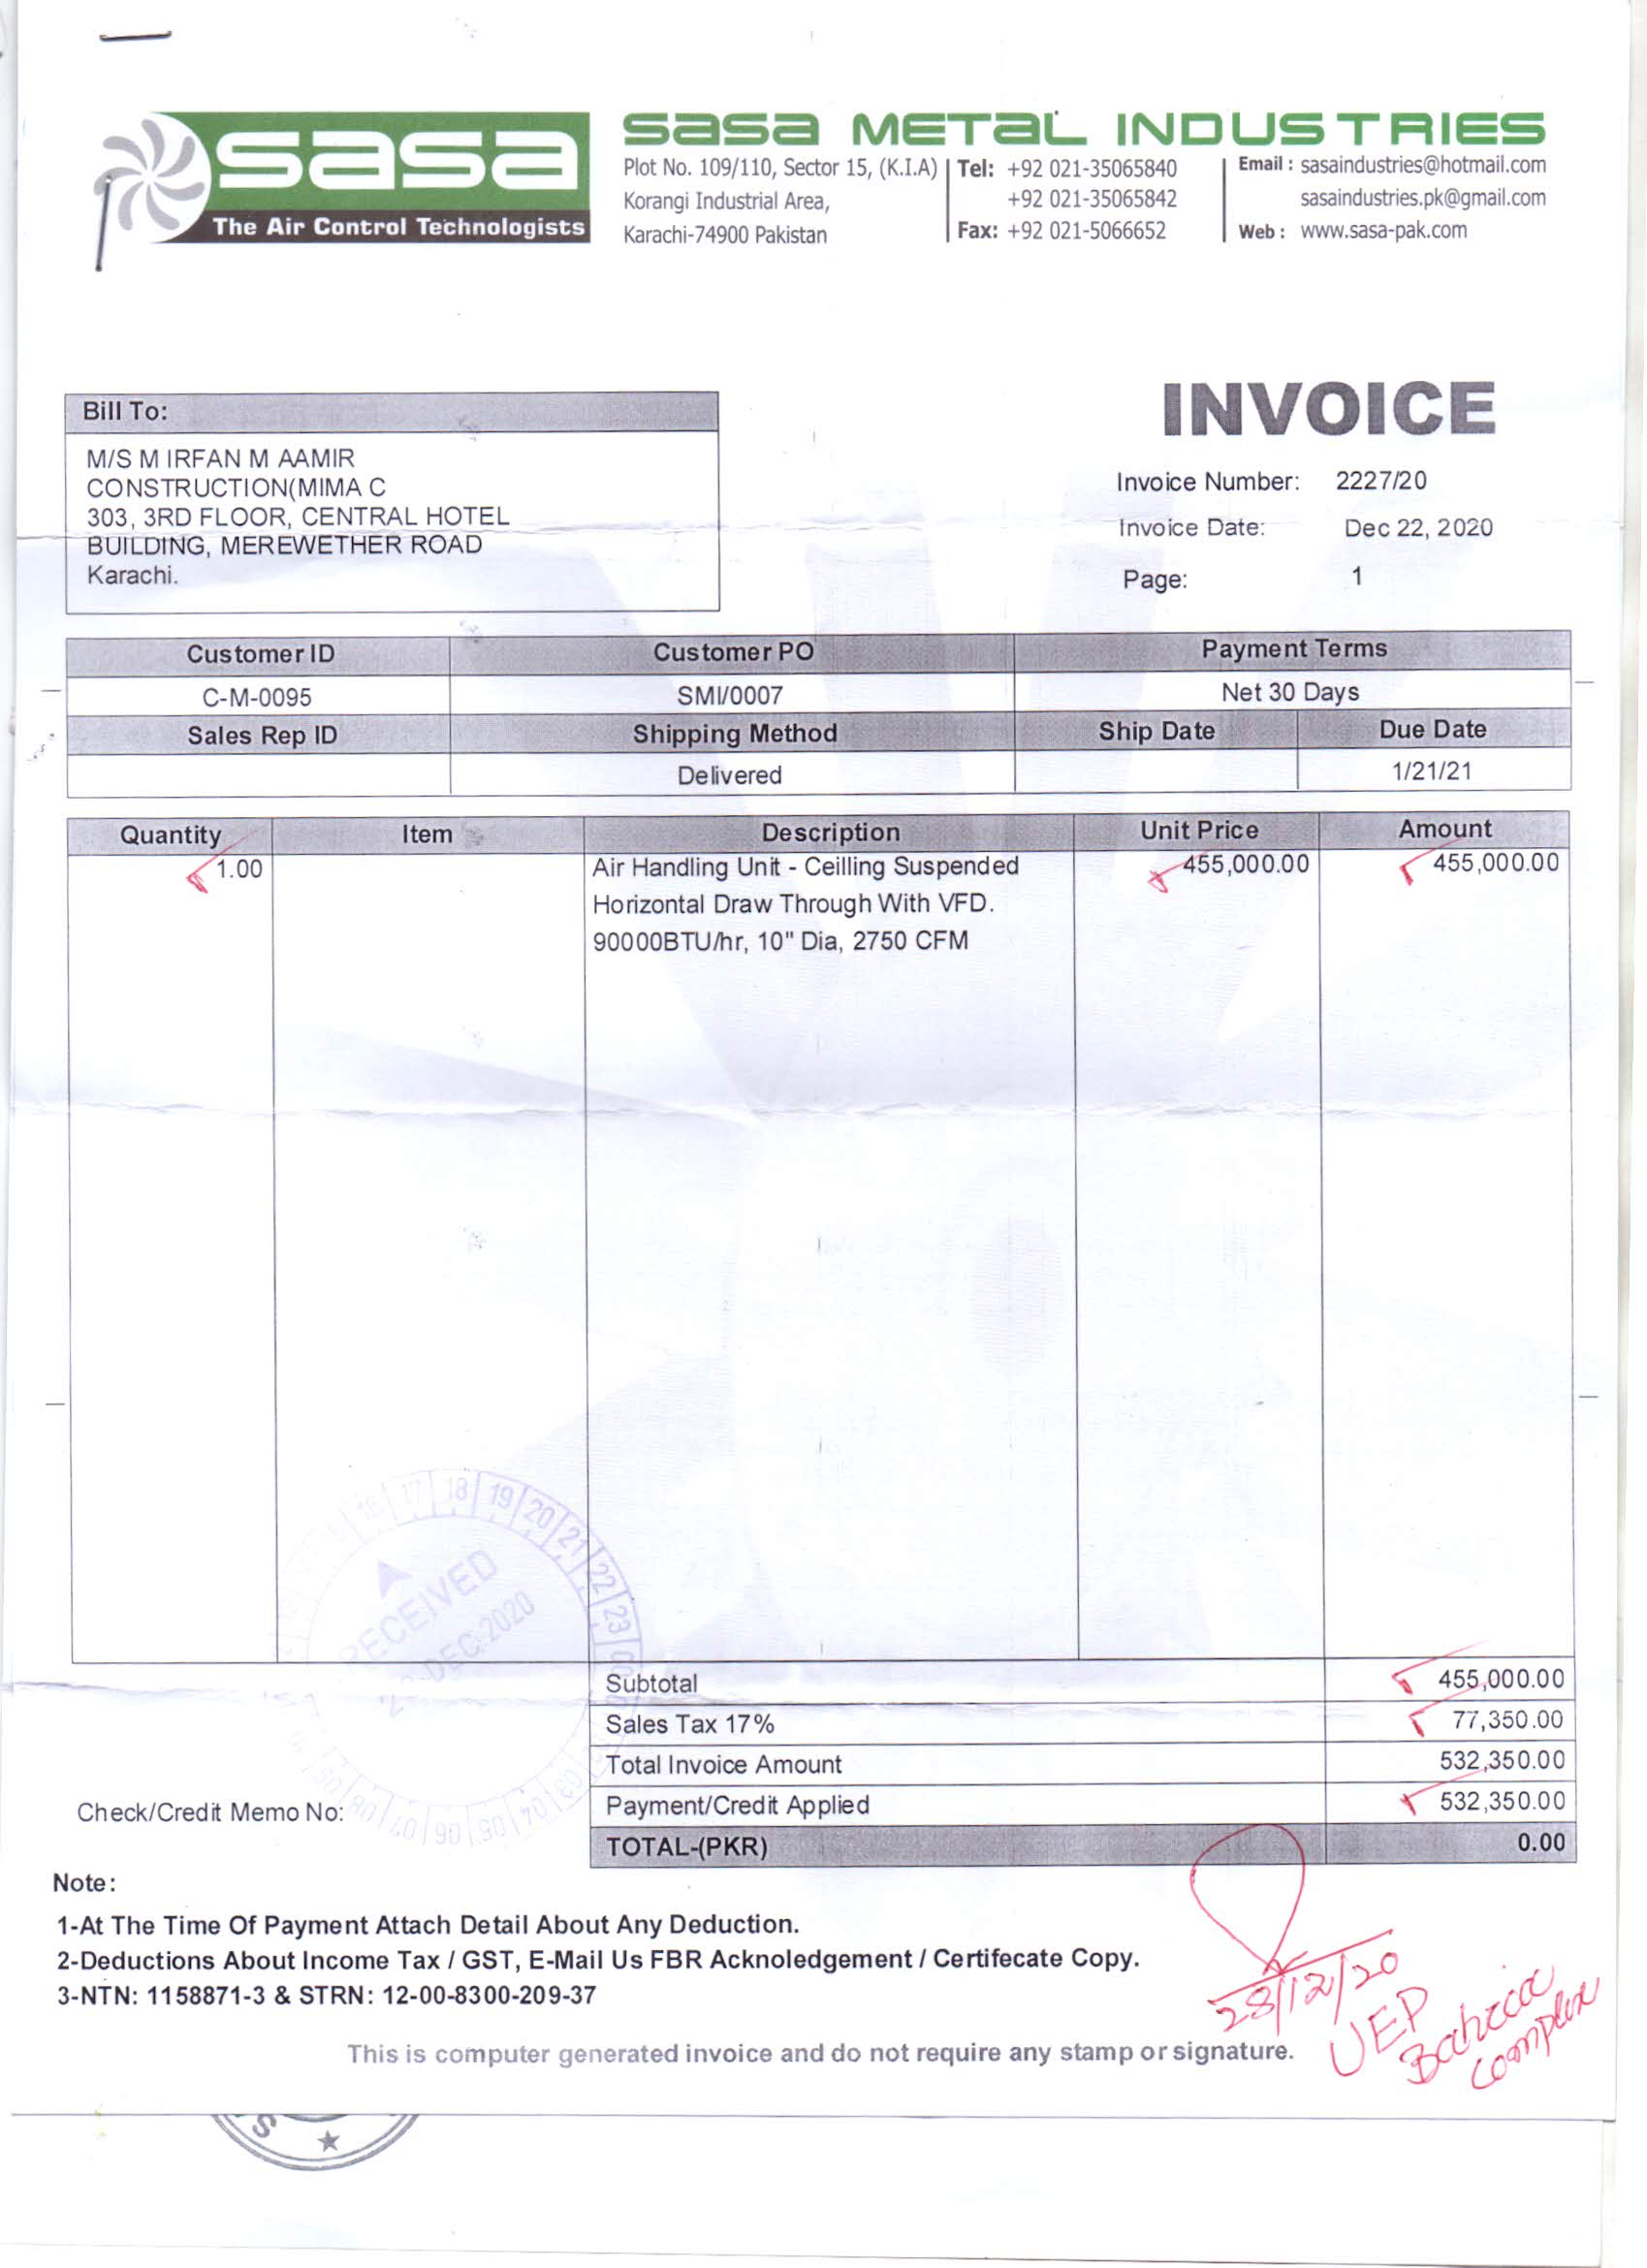 sasa
The Air Control Technologists
sasa METAL INDUSTRIES
Plot No. 109/110, Sector 15, (K.I.A)
Korangi Industrial Area,
Karachi-74900 Pakistan
Tel: +92 021-35065840
+92 021-35065842
Fax: +92 021-5066652
Email : sasaindustries@hotmail.com
sasaindustries.pk@gmail.com
Web : www.sasa-pak.com
INVOICE
Bill To:
M/S M IRFAN M AAMIR
CONSTRUCTION(MIMA C
303, 3RD FLOOR, CENTRAL HOTEL
BUILDING, MEREWETHER ROAD
Karachi.
Invoice Number: 2227/20
Invoice Date: Dec 22, 2020
Page: 1
Customer ID Customer PO Payment Terms
C-M-0095 SMI/0007 Net 30 Days
Sales Rep ID Shipping Method Ship Date Due Date
Delivered 1/21/21
Quantity Item Description Unit Price Amount
1.00 Air Handling Unit - Ceilling Suspended 455,000.00 455,000.00
Horizontal Draw Through With VFD.
90000BTU/hr, 10" Dia, 2750 CFM
16 17 18 19 20 21 22 23
RECEIVED
DEC 2020
Subtotal 455,000.00
Sales Tax 17% 77,350.00
Total Invoice Amount 532,350.00
Check/Credit Memo No: Payment/Credit Applied 532,350.00
TOTAL-(PKR) 0.00
Note:
1-At The Time Of Payment Attach Detail About Any Deduction.
2-Deductions About Income Tax / GST, E-Mail Us FBR Acknoledgement / Certifecate Copy.
3-NTN: 1158871-3 & STRN: 12-00-8300-209-37
28/12/20
UEP
Bahria
complex
This is computer generated invoice and do not require any stamp or signature.
S